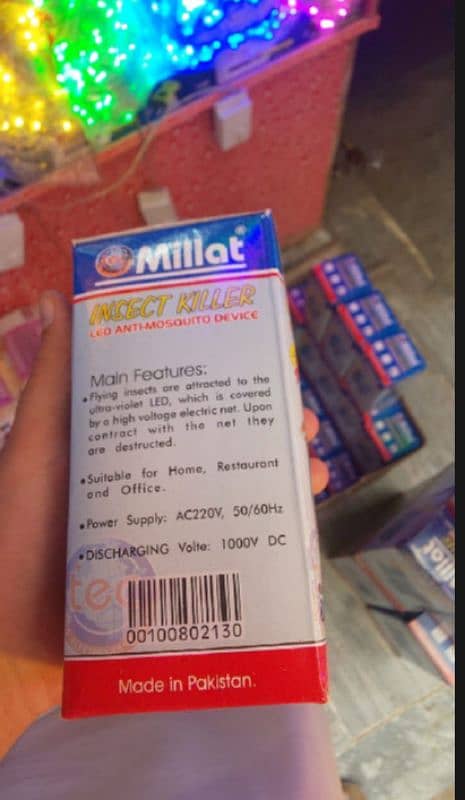 Millat®
INSECT KILLER
LED ANTI-MOSQUITO DEVICE
Main Features:
• Flying insects are attracted to the
ultra-violet LED, which is covered
by a high voltage electric net. Upon
contract with the net they
are destructed.
• Suitable for Home, Restaurant
and Office.
• Power Supply: AC220V, 50/60Hz
• DISCHARGING Volte: 1000V DC
tec
00100802130
Made in Pakistan.
Millat